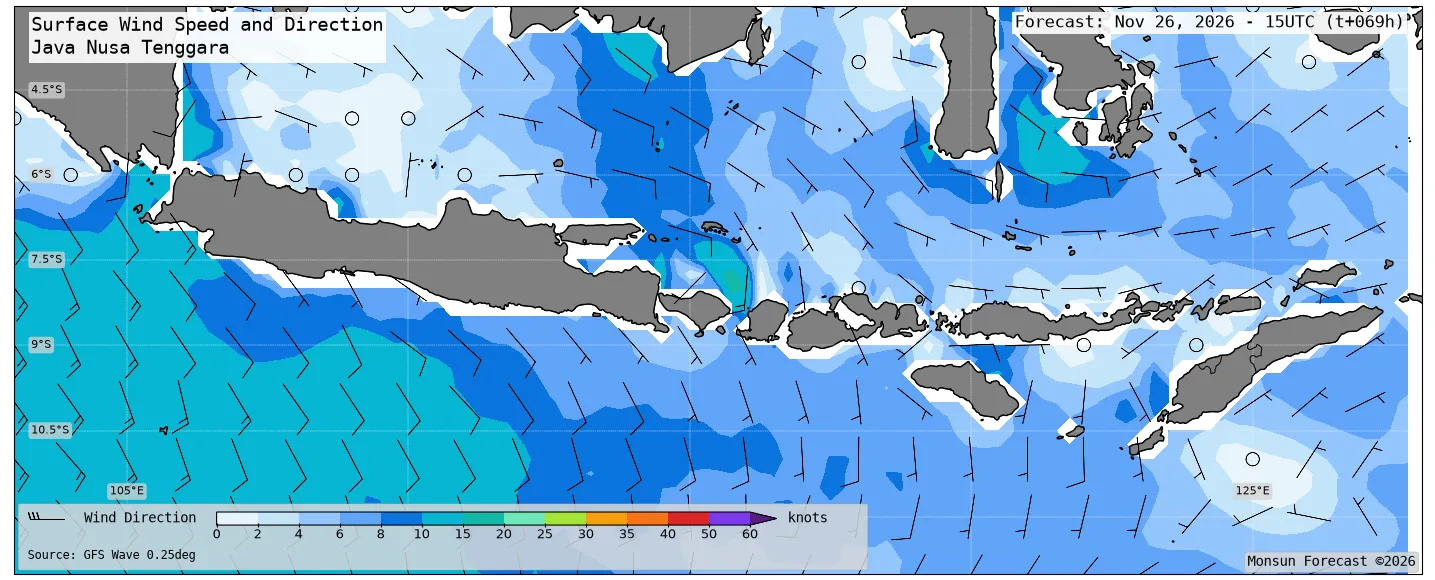 Surface Wind Speed and Direction
Java Nusa Tenggara
Forecast: Nov 26, 2026 - 15UTC (t+069h)
4.5°S
6°S
7.5°S
9°S
10.5°S
105°E
125°E
Wind Direction
0 2 4 6 8 10 15 20 25 30 35 40 50 60
knots
Source: GFS Wave 0.25deg
Monsun Forecast ©2026